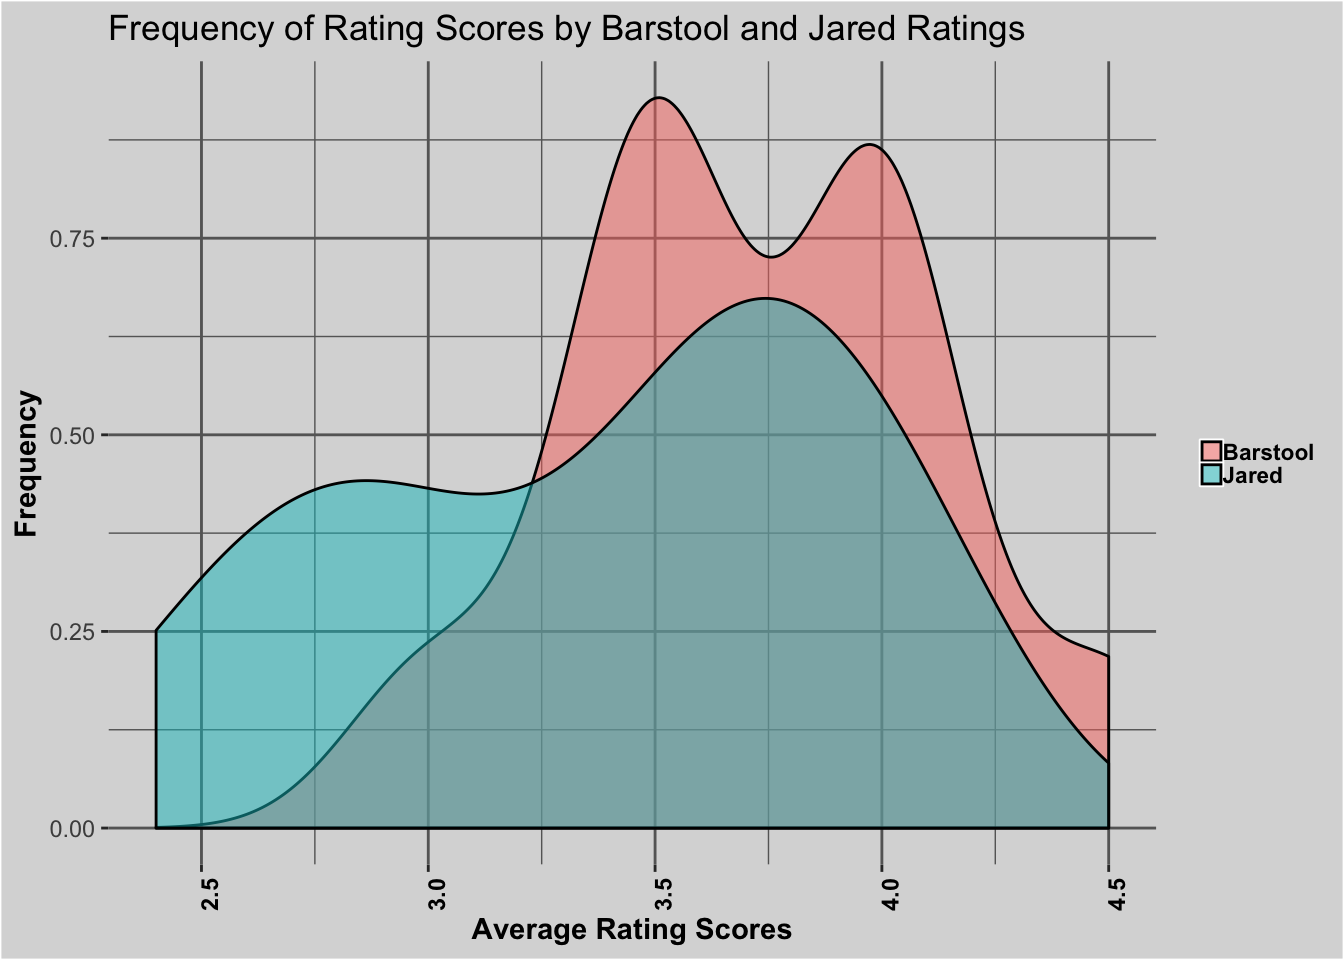 Frequency of Rating Scores by Barstool and Jared Ratings
Frequency
0.75
0.50
0.25
0.00
2.5
3.0
3.5
4.0
4.5
Average Rating Scores
Barstool
Jared